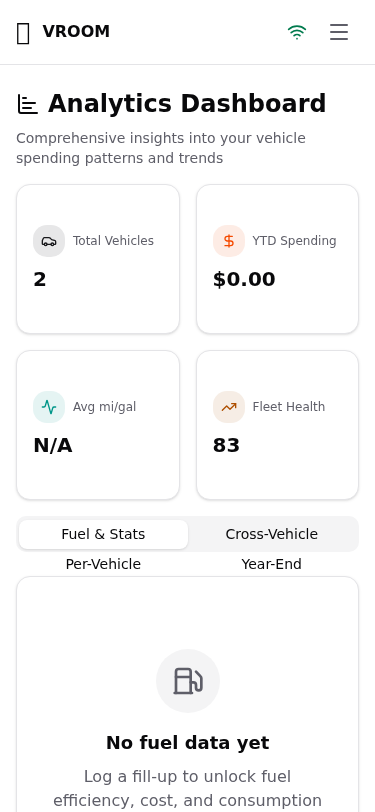 VROOM
Analytics Dashboard
Comprehensive insights into your vehicle
spending patterns and trends
Total Vehicles
2
YTD Spending
$0.00
Avg mi/gal
N/A
Fleet Health
83
Fuel & Stats
Cross-Vehicle
Per-Vehicle
Year-End
No fuel data yet
Log a fill-up to unlock fuel
efficiency, cost, and consumption